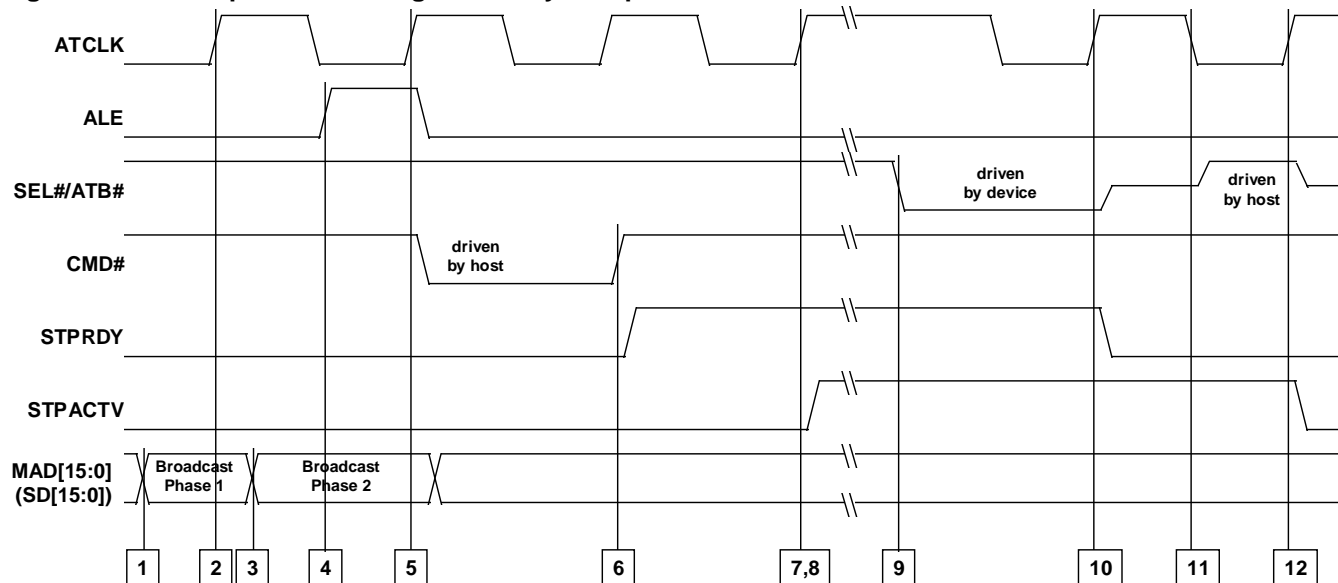 ATCLK
ALE
SEL#/ATB#
driven
by device
driven
by host
CMD#
driven
by host
STPRDY
STPACTV
MAD[15:0]
(SD[15:0])
Broadcast
Phase 1
Broadcast
Phase 2
1
2
3
4
5
6
7,8
9
10
11
12